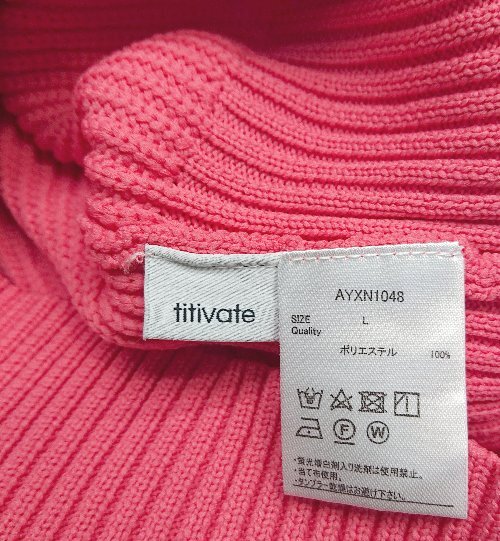 titivate
AYXN1048
SIZE L
Quality
ポリエステル 100%
F W
・蛍光増白剤入り洗剤は使用禁止。
・当て布使用。
・タンブラー乾燥はお避け下さい。